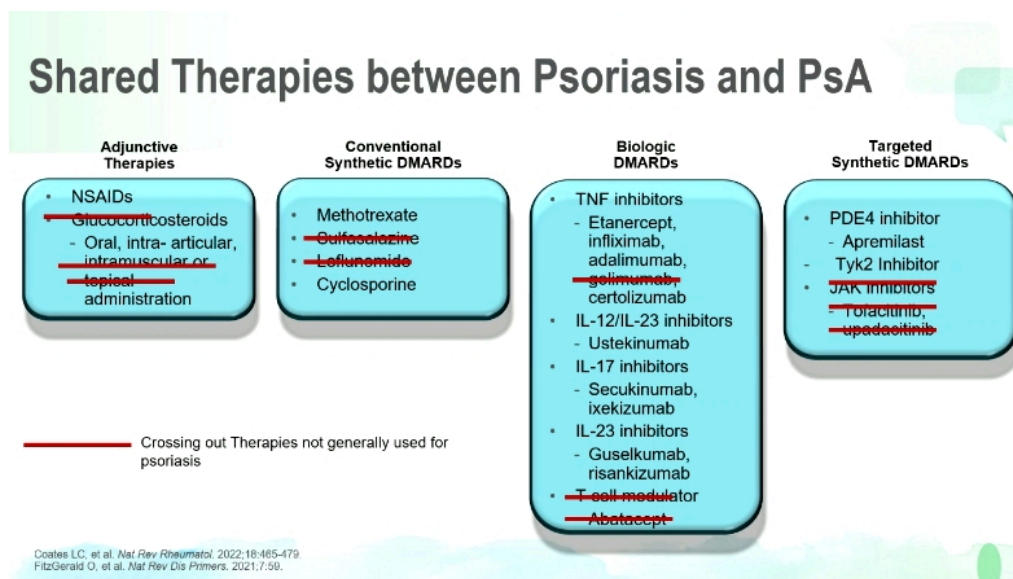 Shared Therapies between Psoriasis and PsA
Adjunctive
Therapies
• NSAIDs
• Glucocorticosteroids
- Oral, intra- articular,
intramuscular or
topical
administration
Conventional
Synthetic DMARDs
• Methotrexate
• Sulfasalazine
• Leflunomide
• Cyclosporine
Biologic
DMARDs
• TNF inhibitors
- Etanercept,
infliximab,
adalimumab,
golimumab,
certolizumab
• IL-12/IL-23 inhibitors
- Ustekinumab
• IL-17 inhibitors
- Secukinumab,
ixekizumab
• IL-23 inhibitors
- Guselkumab,
risankizumab
• T cell modulator
- Abatacept
Targeted
Synthetic DMARDs
• PDE4 inhibitor
- Apremilast
- Tyk2 Inhibitor
• JAK inhibitors
- Tofacitinib,
upadacitinib
Crossing out Therapies not generally used for
psoriasis
Coates LC, et al. Nat Rev Rheumatol. 2022;18:465-479.
FitzGerald O, et al. Nat Rev Dis Primers. 2021;7:59.